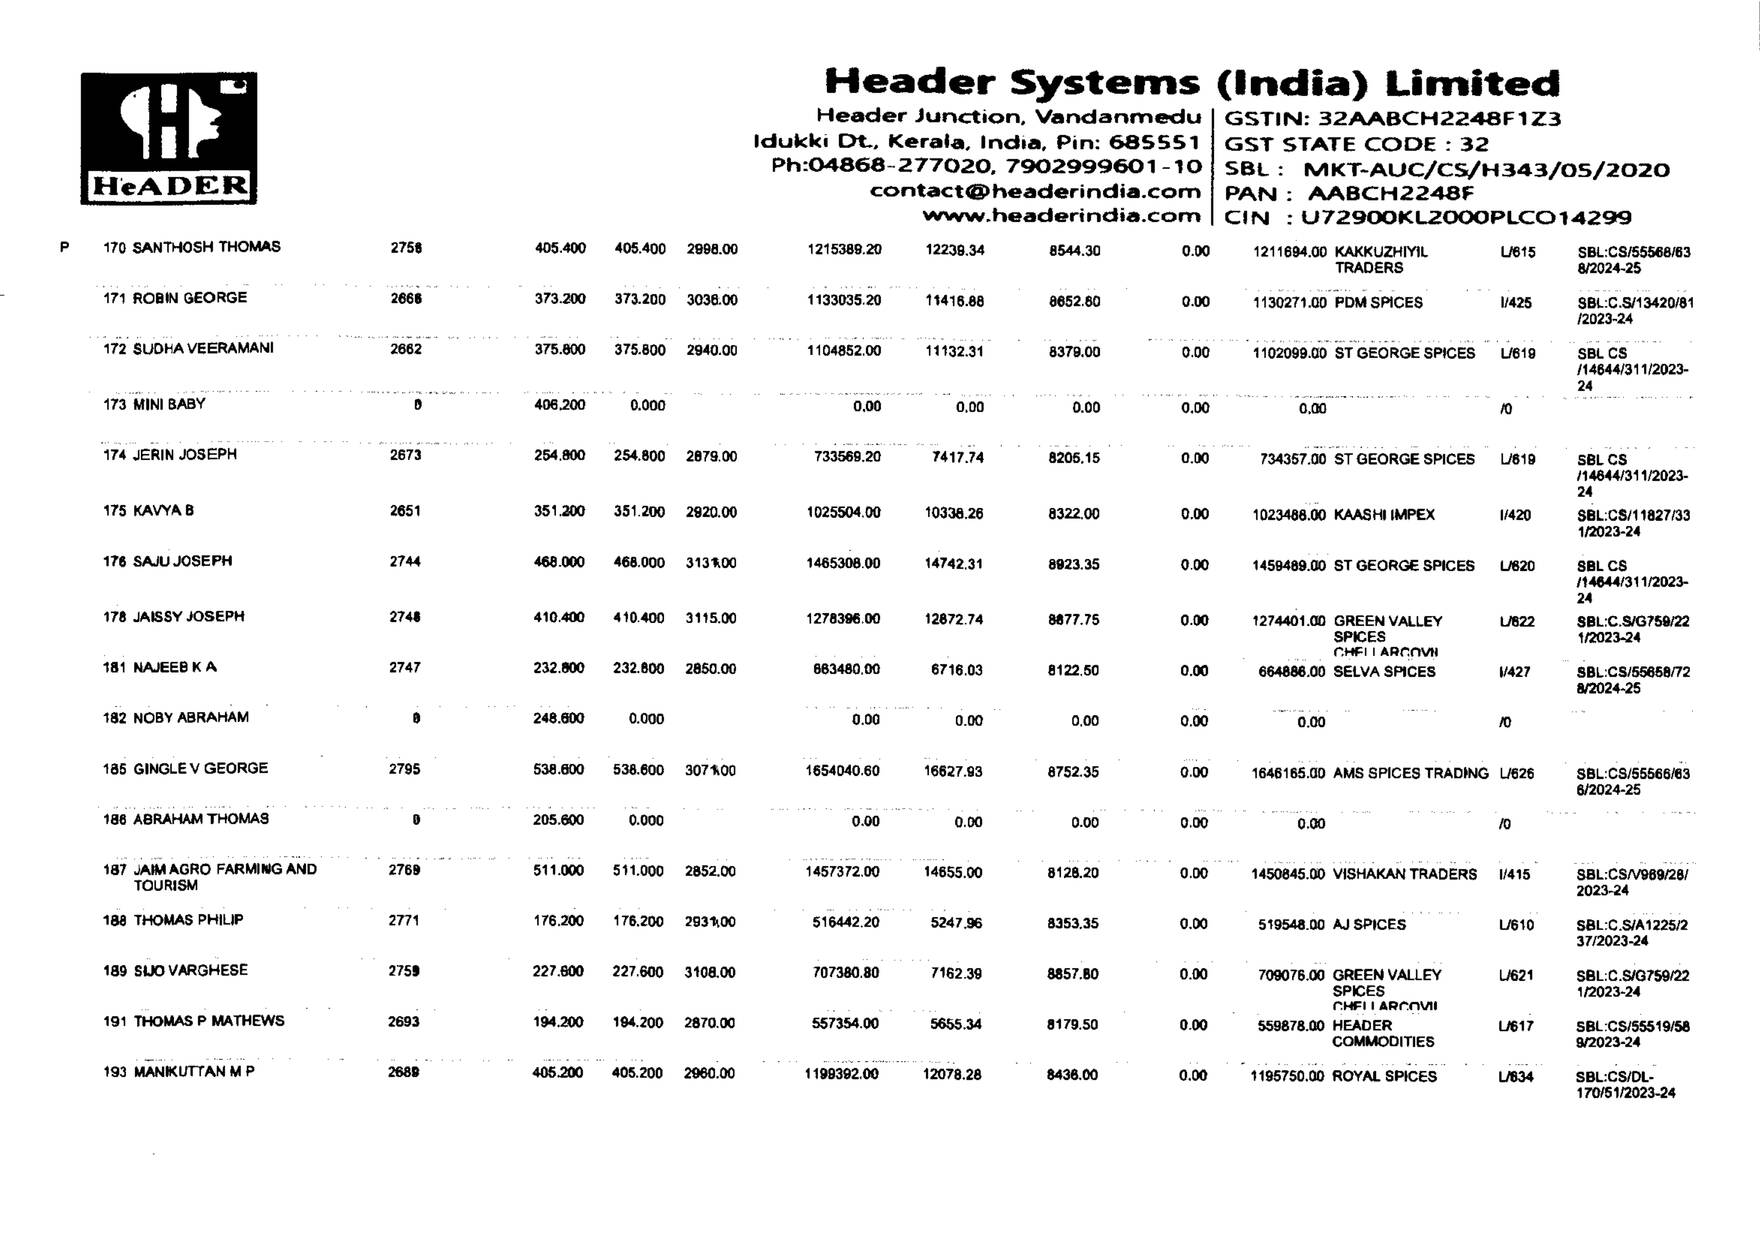 HeADER
Header Systems (India) Limited
Header Junction, Vandanmedu
Idukki Dt., Kerala, India, Pin: 685551
Ph:04868-277020, 7902999601-10
contact@headerindia.com
www.headerindia.com
GSTIN: 32AABCH2248F1Z3
GST STATE CODE : 32
SBL : MKT-AUC/CS/H343/05/2020
PAN : AABCH2248F
CIN : U72900KL2000PLCO14299
P 170 SANTHOSH THOMAS 2756 405.400 405.400 2998.00 1215389.20 12239.34 8544.30 0.00 1211694.00 KAKKUZHIYIL L/615 SBL:CS/55568/63
TRADERS 8/2024-25
171 ROBIN GEORGE 2666 373.200 373.200 3036.00 1133035.20 11416.88 8652.80 0.00 1130271.00 PDM SPICES I/425 SBL:C.S/13420/81
/2023-24
172 SUDHA VEERAMANI 2662 375.800 375.800 2940.00 1104852.00 11132.31 8379.00 0.00 1102099.00 ST GEORGE SPICES L/619 SBL CS
/14644/311/2023-
24
173 MINI BABY 0 406.200 0.000 0.00 0.00 0.00 0.00 0.00 /0
174 JERIN JOSEPH 2673 254.800 254.800 2879.00 733569.20 7417.74 8205.15 0.00 734357.00 ST GEORGE SPICES L/619 SBL CS
/14644/311/2023-
24
175 KAVYA B 2651 351.200 351.200 2920.00 1025504.00 10338.26 8322.00 0.00 1023486.00 KAASHI IMPEX I/420 SBL:CS/11827/33
1/2023-24
176 SAJU JOSEPH 2744 468.000 468.000 3131.00 1465308.00 14742.31 8923.35 0.00 1459489.00 ST GEORGE SPICES L/620 SBL CS
/14644/311/2023-
24
178 JAISSY JOSEPH 2748 410.400 410.400 3115.00 1278396.00 12872.74 8877.75 0.00 1274401.00 GREEN VALLEY L/622 SBL:C.S/G759/22
SPICES 1/2023-24
CHELLARCOVIL
181 NAJEEB K A 2747 232.800 232.800 2850.00 663480.00 6716.03 8122.50 0.00 664886.00 SELVA SPICES I/427 SBL:CS/55658/72
8/2024-25
182 NOBY ABRAHAM 0 248.600 0.000 0.00 0.00 0.00 0.00 0.00 /0
185 GINGLE V GEORGE 2795 538.600 538.600 3071.00 1654040.60 16627.93 8752.35 0.00 1646165.00 AMS SPICES TRADING L/626 SBL:CS/55566/63
6/2024-25
186 ABRAHAM THOMAS 0 205.600 0.000 0.00 0.00 0.00 0.00 0.00 /0
187 JAIM AGRO FARMING AND 2769 511.000 511.000 2852.00 1457372.00 14655.00 8128.20 0.00 1450845.00 VISHAKAN TRADERS I/415 SBL:CS/V969/28/
TOURISM 2023-24
188 THOMAS PHILIP 2771 176.200 176.200 2931.00 516442.20 5247.96 8353.35 0.00 519548.00 AJ SPICES L/610 SBL:C.S/A1225/2
37/2023-24
189 SIJO VARGHESE 2759 227.600 227.600 3108.00 707380.80 7162.39 8857.80 0.00 709076.00 GREEN VALLEY L/621 SBL:C.S/G759/22
SPICES 1/2023-24
CHELLARCOVIL
191 THOMAS P MATHEWS 2693 194.200 194.200 2870.00 557354.00 5655.34 8179.50 0.00 559878.00 HEADER L/617 SBL:CS/55519/58
COMMODITIES 9/2023-24
193 MANIKUTTAN M P 2689 405.200 405.200 2960.00 1199392.00 12078.28 8436.00 0.00 1195750.00 ROYAL SPICES L/634 SBL:CS/DL-
170/51/2023-24